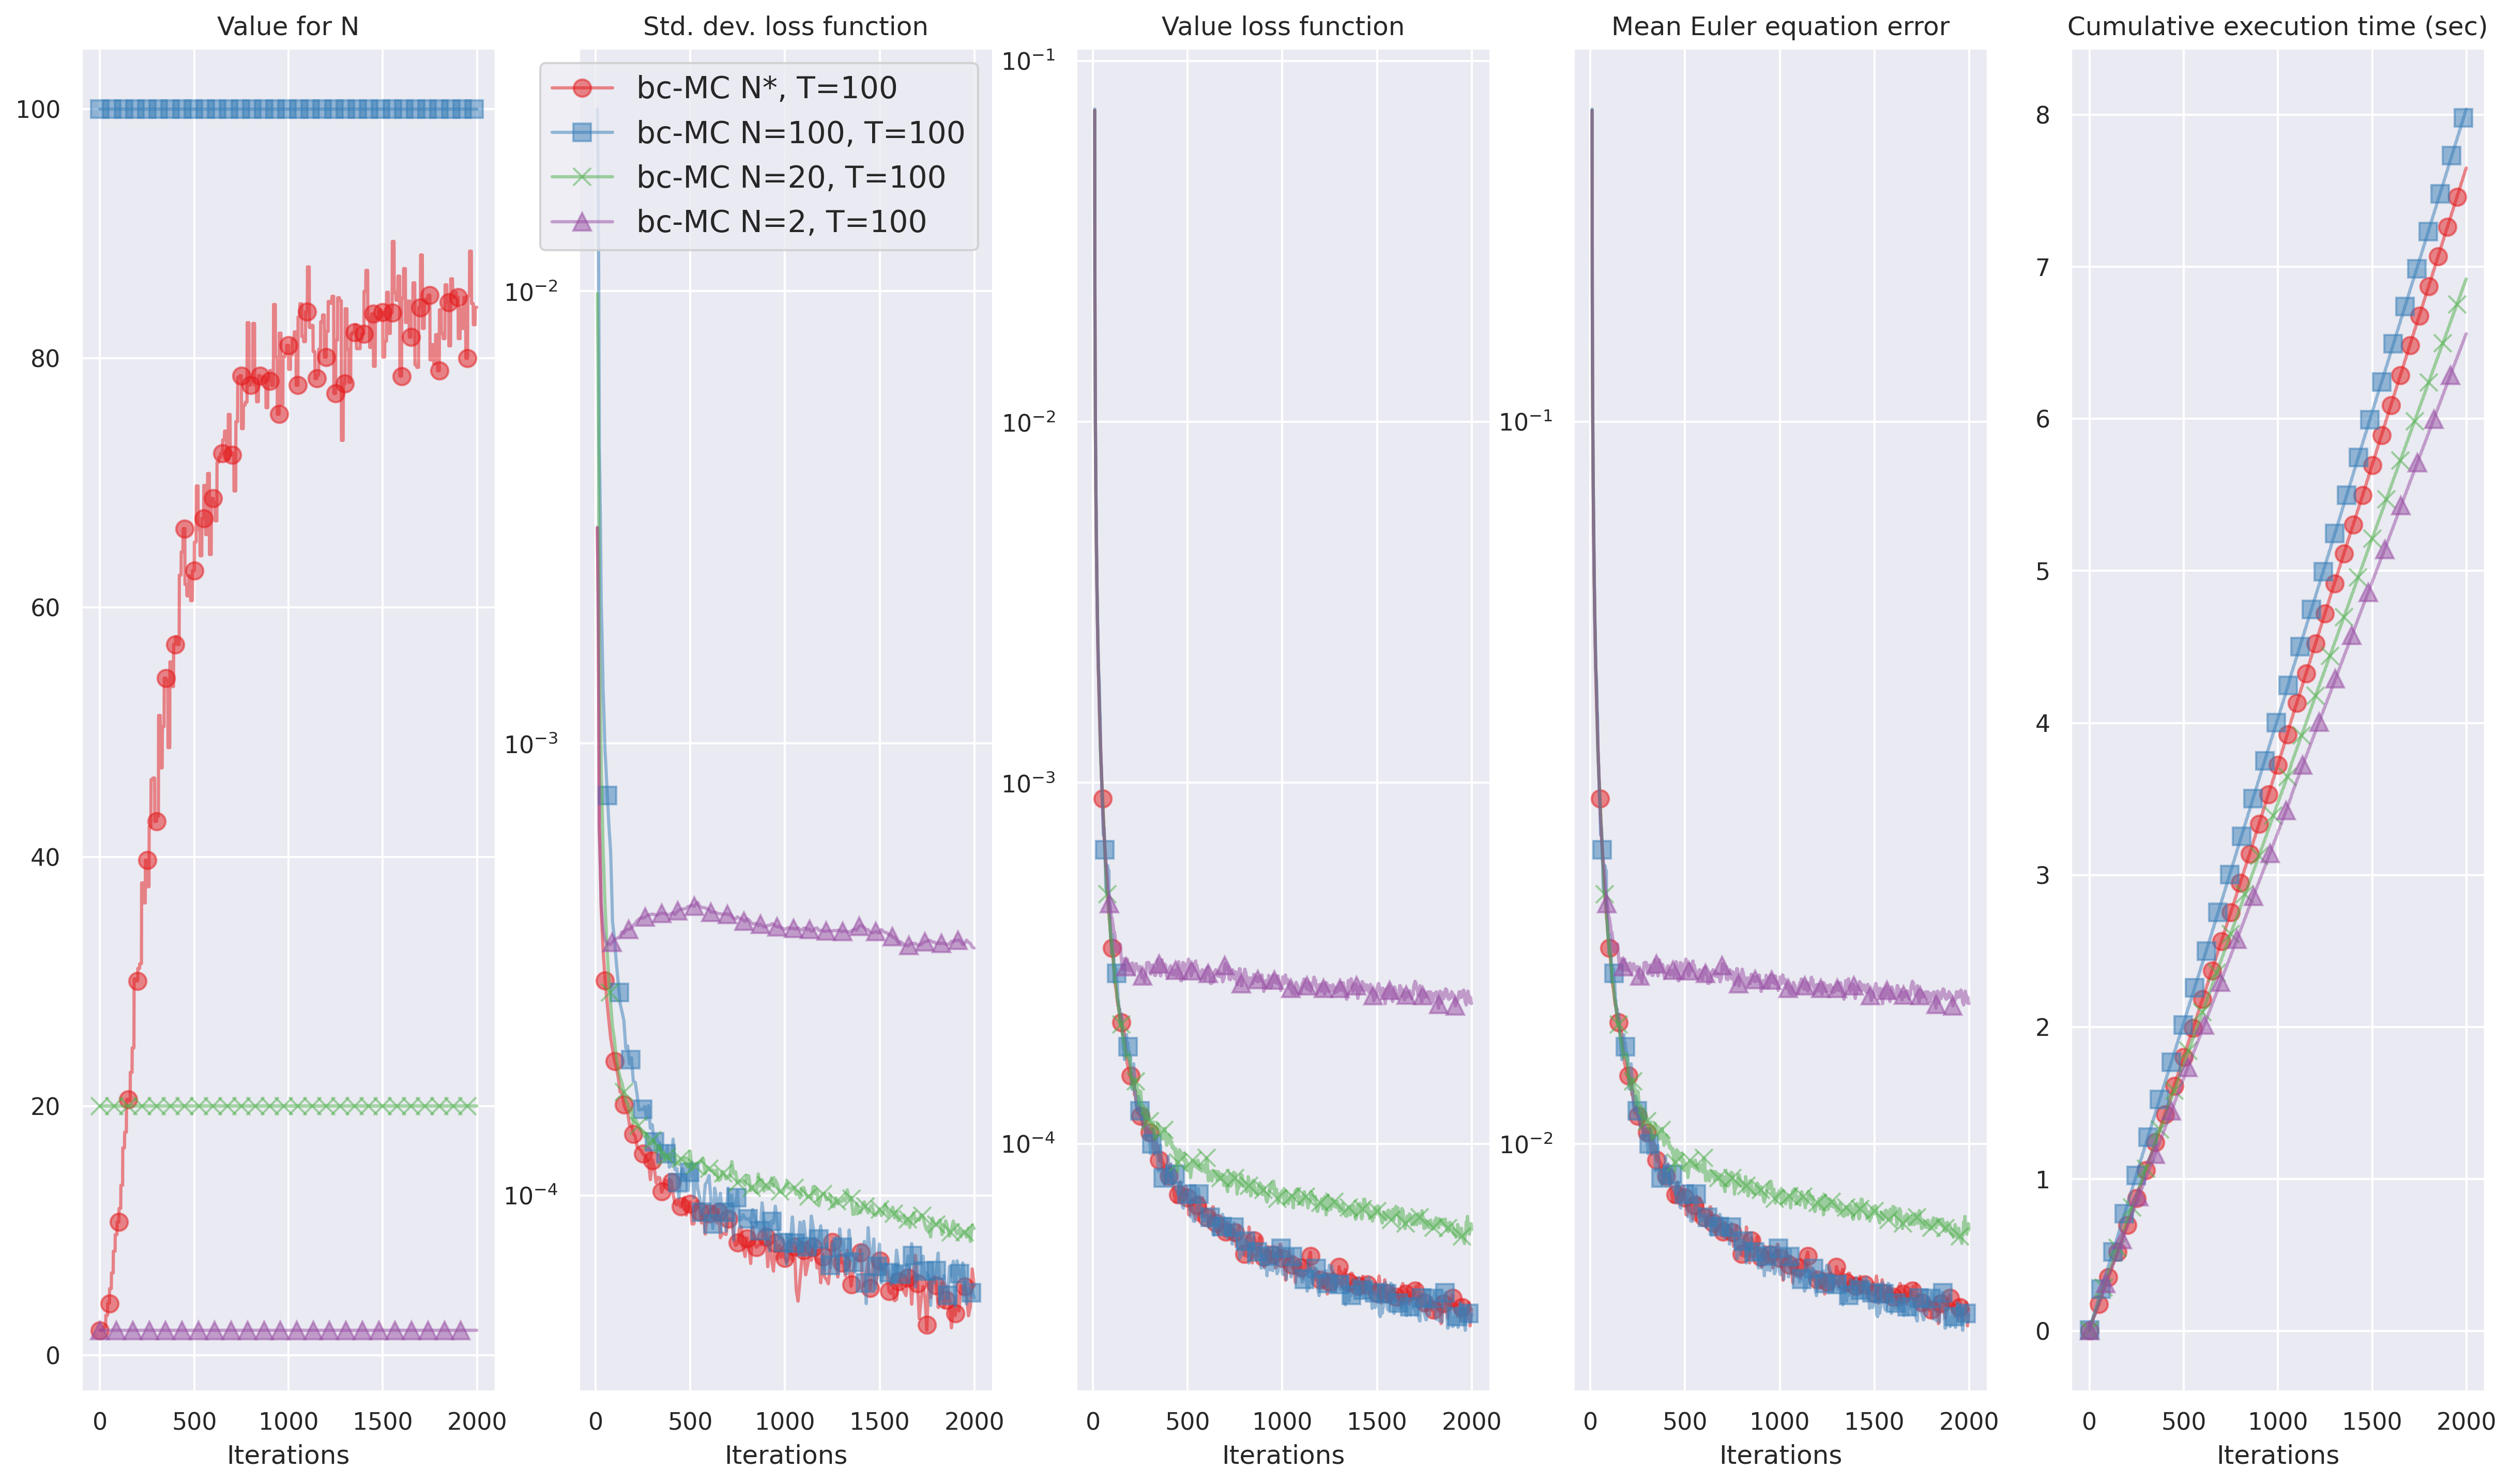 Value for N
Std. dev. loss function
Value loss function
Mean Euler equation error
Cumulative execution time (sec)
bc-MC N*, T=100
bc-MC N=100, T=100
bc-MC N=20, T=100
bc-MC N=2, T=100
100
80
60
40
20
0
10⁻²
10⁻³
10⁻⁴
10⁻¹
10⁻²
10⁻³
10⁻⁴
10⁻¹
10⁻²
8
7
6
5
4
3
2
1
0
0 500 1000 1500 2000
0 500 1000 1500 2000
0 500 1000 1500 2000
0 500 1000 1500 2000
0 500 1000 1500 2000
Iterations
Iterations
Iterations
Iterations
Iterations